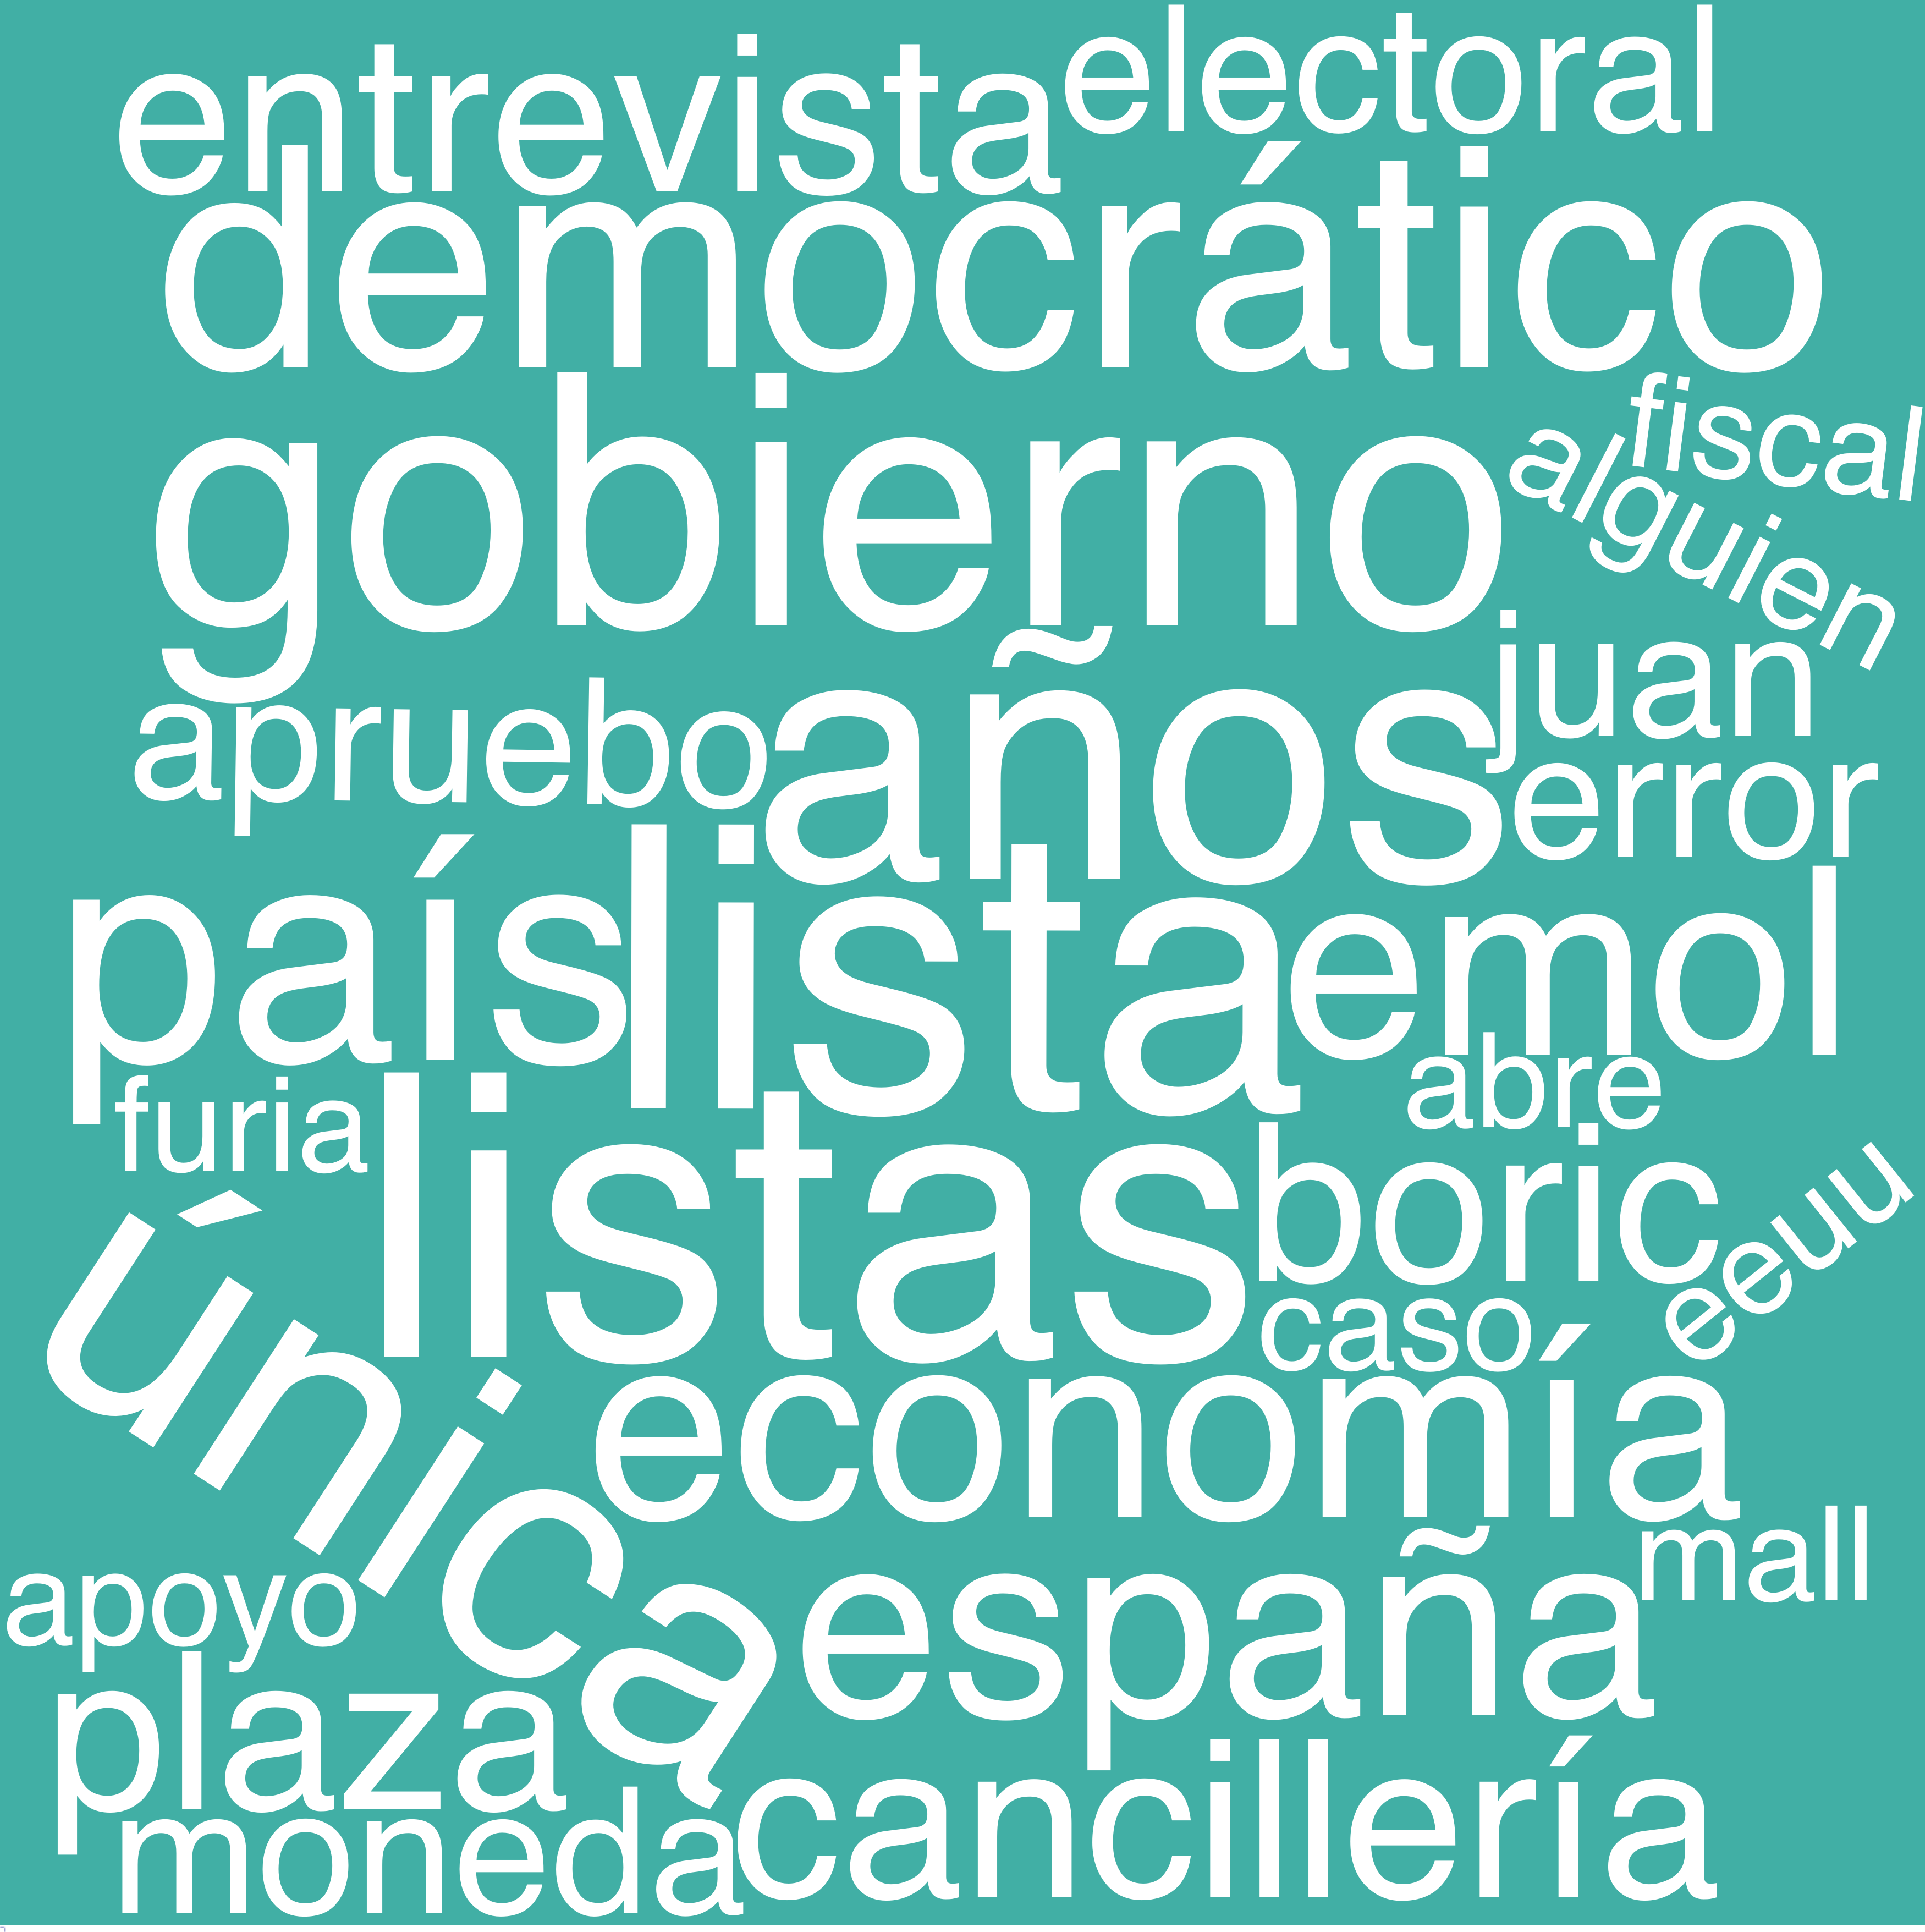 entrevista electoral
democrático
gobierno fiscal
alguien
apruebo años juan
error
país lista emol
furia listas abre
boric
eeuu
única caso
economía
apoyo españa mall
plaza
moneda cancillería